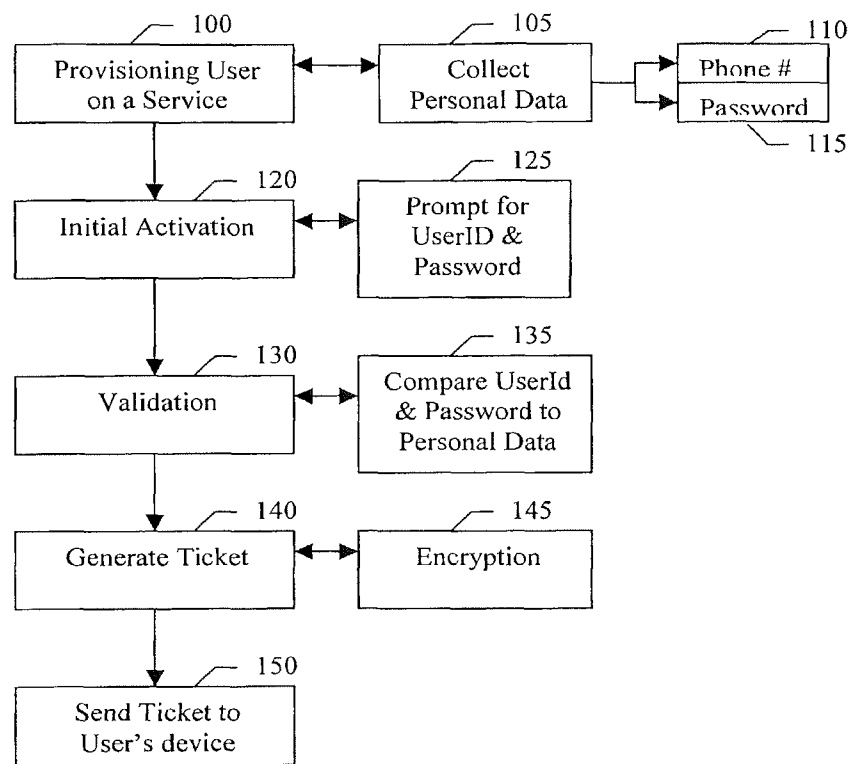 100
105
110
Provisioning User
on a Service
Collect
Personal Data
Phone #
Password
115
120
125
Initial Activation
Prompt for
UserID &
Password
130
135
Validation
Compare UserId
& Password to
Personal Data
140
145
Generate Ticket
Encryption
150
Send Ticket to
User's device